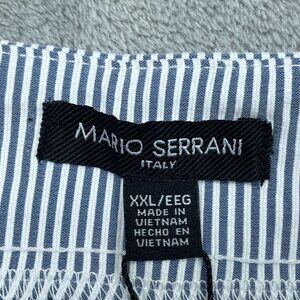 MARIO SERRANI
ITALY
XXL/EEG
MADE IN
VIETNAM
HECHO EN
VIETNAM